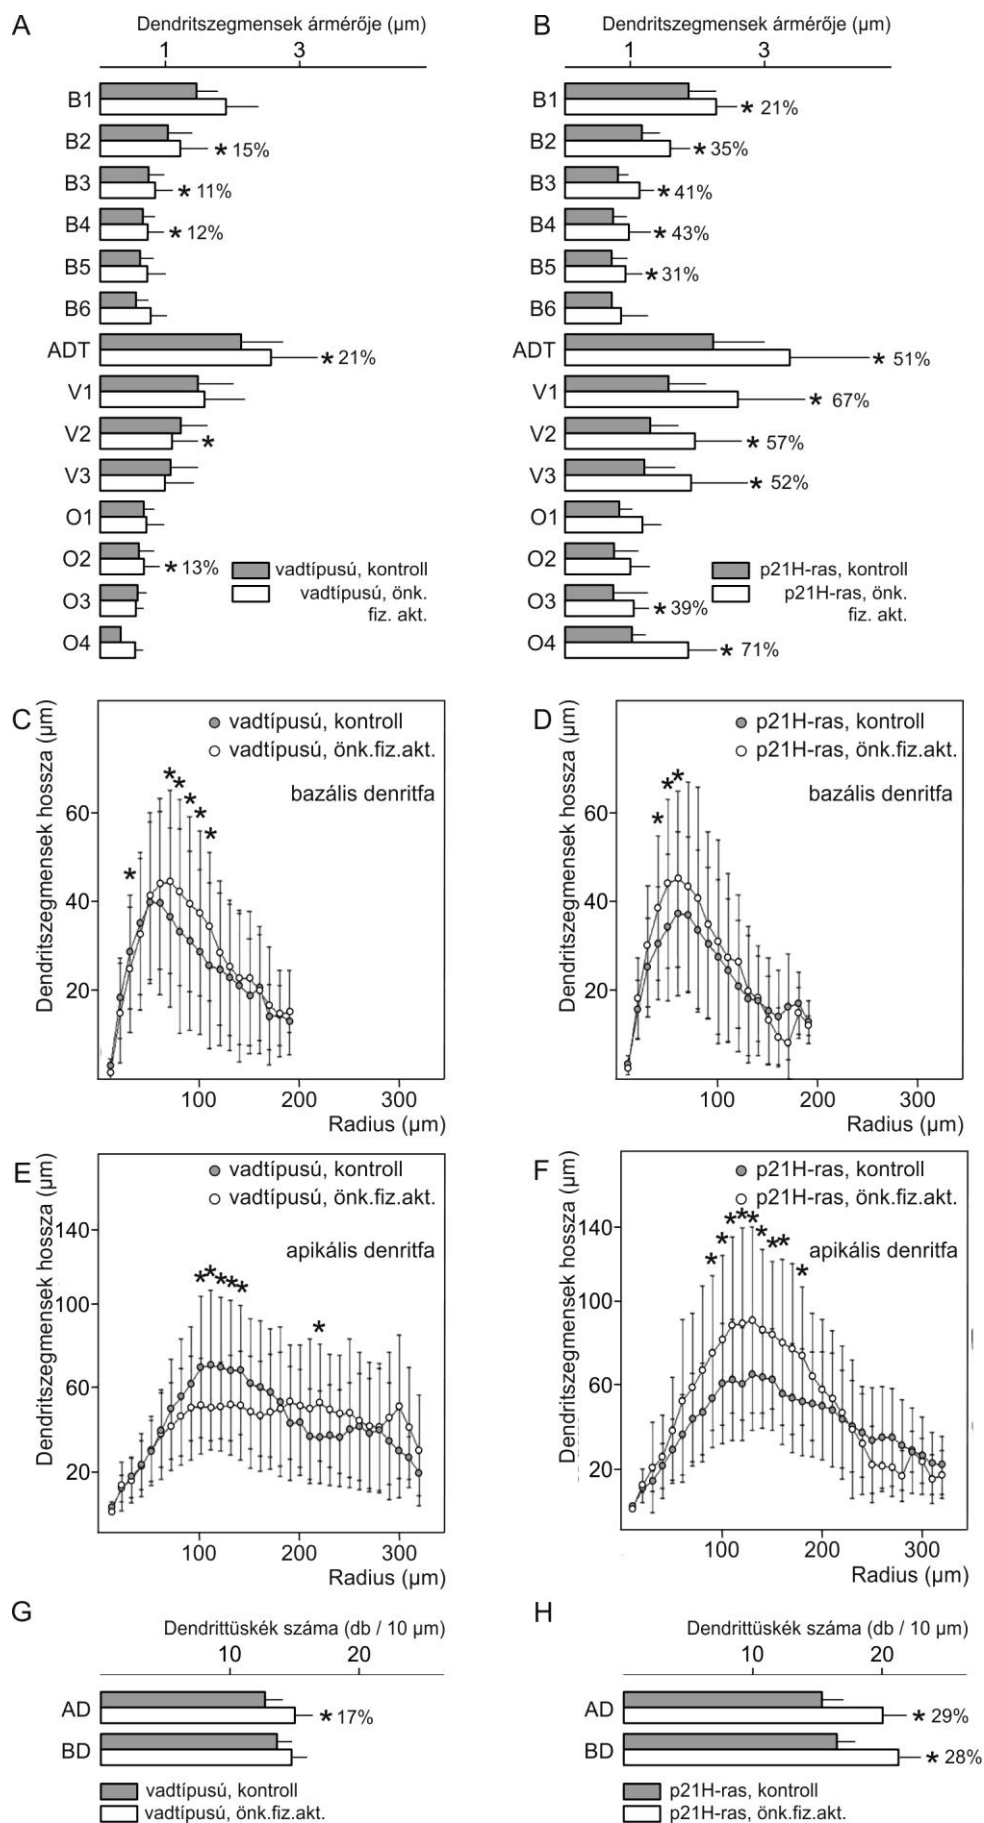 A
Dendritszegmensek ármérője (µm)
1 3
B1
B2 * 15%
B3 * 11%
B4 * 12%
B5
B6
ADT * 21%
V1
V2 *
V3
O1
O2 * 13%
O3
O4
vadtípusú, kontroll
vadtípusú, önk.
fiz. akt.
B
Dendritszegmensek ármérője (µm)
1 3
B1 * 21%
B2 * 35%
B3 * 41%
B4 * 43%
B5 * 31%
B6
ADT * 51%
V1 * 67%
V2 * 57%
V3 * 52%
O1
O2
O3 * 39%
O4 * 71%
p21H-ras, kontroll
p21H-ras, önk.
fiz. akt.
C
Dendritszegmensek hossza (µm)
vadtípusú, kontroll
vadtípusú, önk.fiz.akt.
* * * * * *
bazális denritfa
60
40
20
100 200 300
Radius (µm)
D
Dendritszegmensek hossza (µm)
p21H-ras, kontroll
p21H-ras, önk.fiz.akt.
* * *
bazális denritfa
60
40
20
100 200 300
Radius (µm)
E
Dendritszegmensek hossza (µm)
vadtípusú, kontroll
vadtípusú, önk.fiz.akt.
apikális denritfa
* * * * * *
140
100
60
20
100 200 300
Radius (µm)
F
Dendritszegmensek hossza (µm)
p21H-ras, kontroll
p21H-ras, önk.fiz.akt.
* * * * * * * * *
apikális denritfa
140
100
60
20
100 200 300
Radius (µm)
G
Dendrittüskék száma (db / 10 µm)
10 20
AD * 17%
BD
vadtípusú, kontroll
vadtípusú, önk.fiz.akt.
H
Dendrittüskék száma (db / 10 µm)
10 20
AD * 29%
BD * 28%
p21H-ras, kontroll
p21H-ras, önk.fiz.akt.